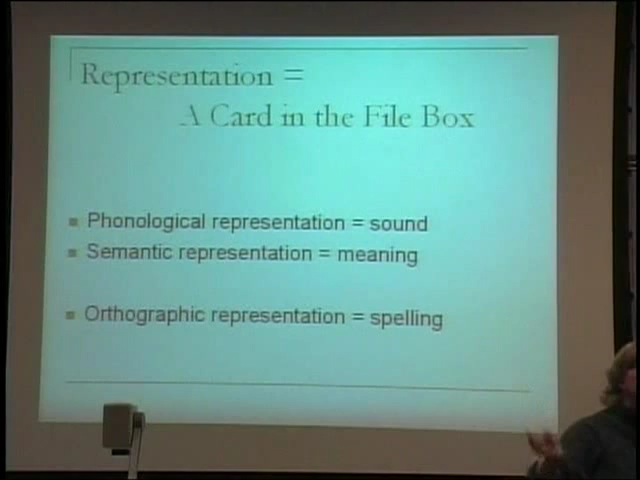 Representation =
A Card in the File Box
Phonological representation = sound
Semantic representation = meaning
Orthographic representation = spelling